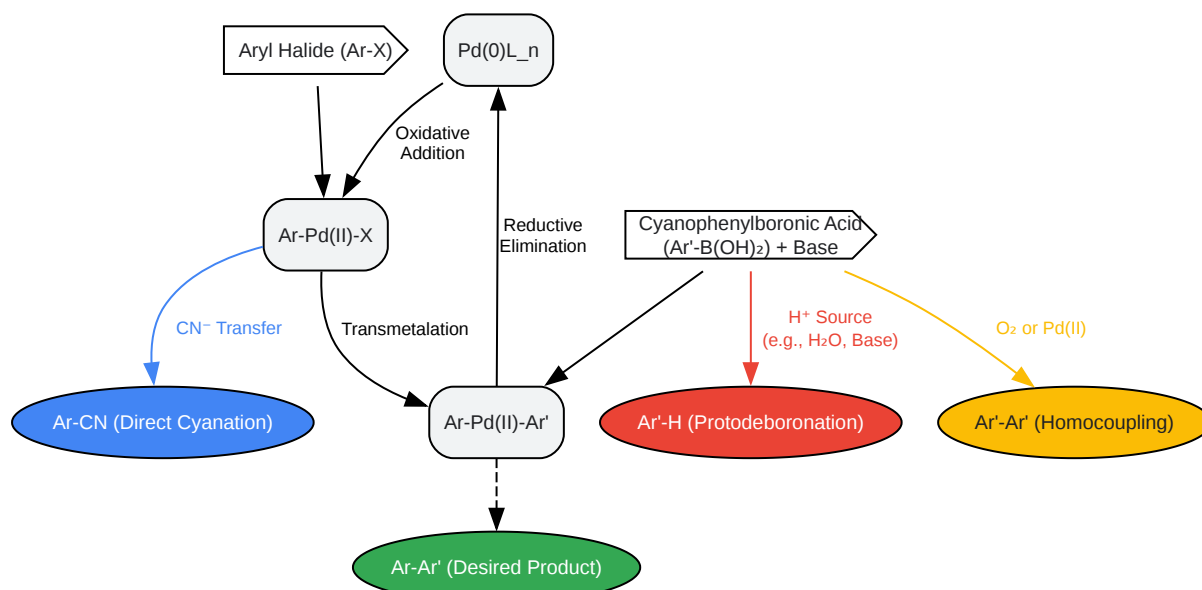 Aryl Halide (Ar-X)
Pd(0)L_n
Oxidative
Addition
Ar-Pd(II)-X
Reductive
Elimination
Cyanophenylboronic Acid
(Ar'-B(OH)₂) + Base
CN⁻ Transfer
Transmetalation
H⁺ Source
(e.g., H₂O, Base)
O₂ or Pd(II)
Ar-CN (Direct Cyanation)
Ar-Pd(II)-Ar'
Ar'-H (Protodeboronation)
Ar'-Ar' (Homocoupling)
Ar-Ar' (Desired Product)